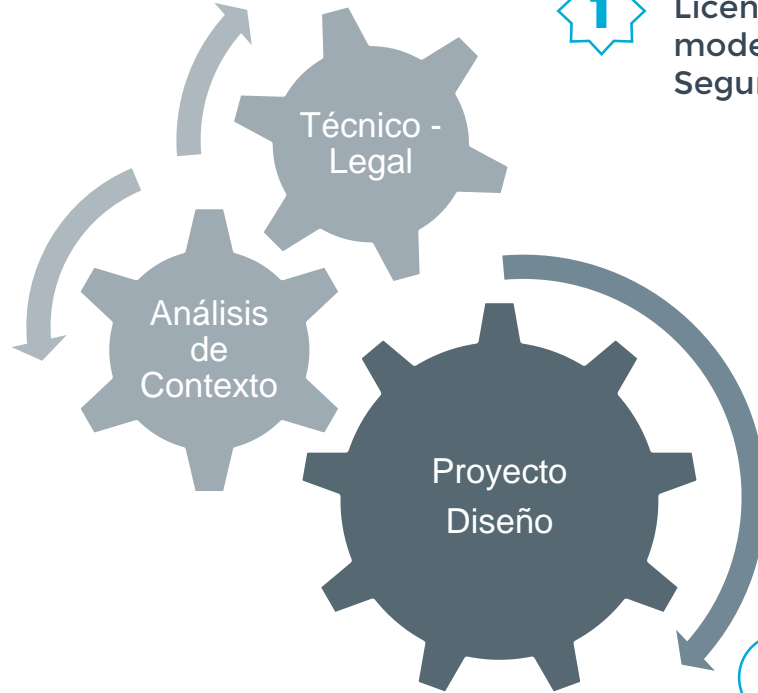 1
Técnico -
Legal
Análisis
de
Contexto
Proyecto
Diseño